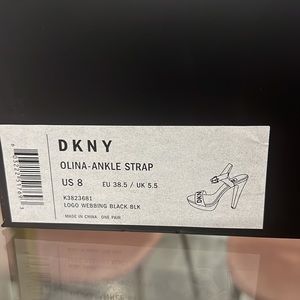 DKNY
OLINA-ANKLE STRAP
US 8 EU 38.5 / UK 5.5
K3823681
LOGO WEBBING BLACK BLK
MADE IN CHINA ONE PAIR